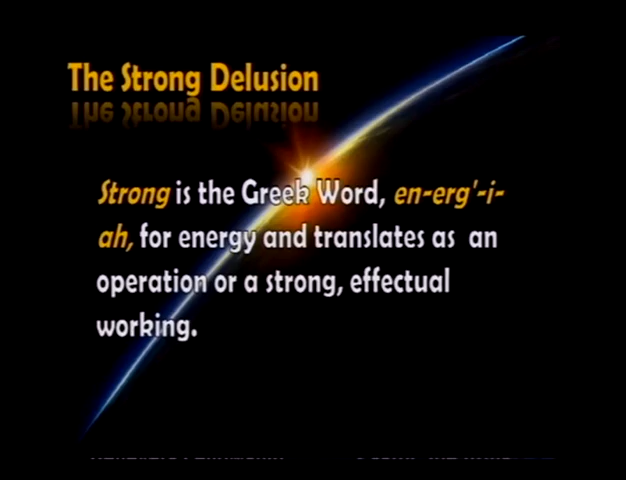 The Strong Delusion
Strong is the Greek Word, en-erg'-i-
ah, for energy and translates as an
operation or a strong, effectual
working.